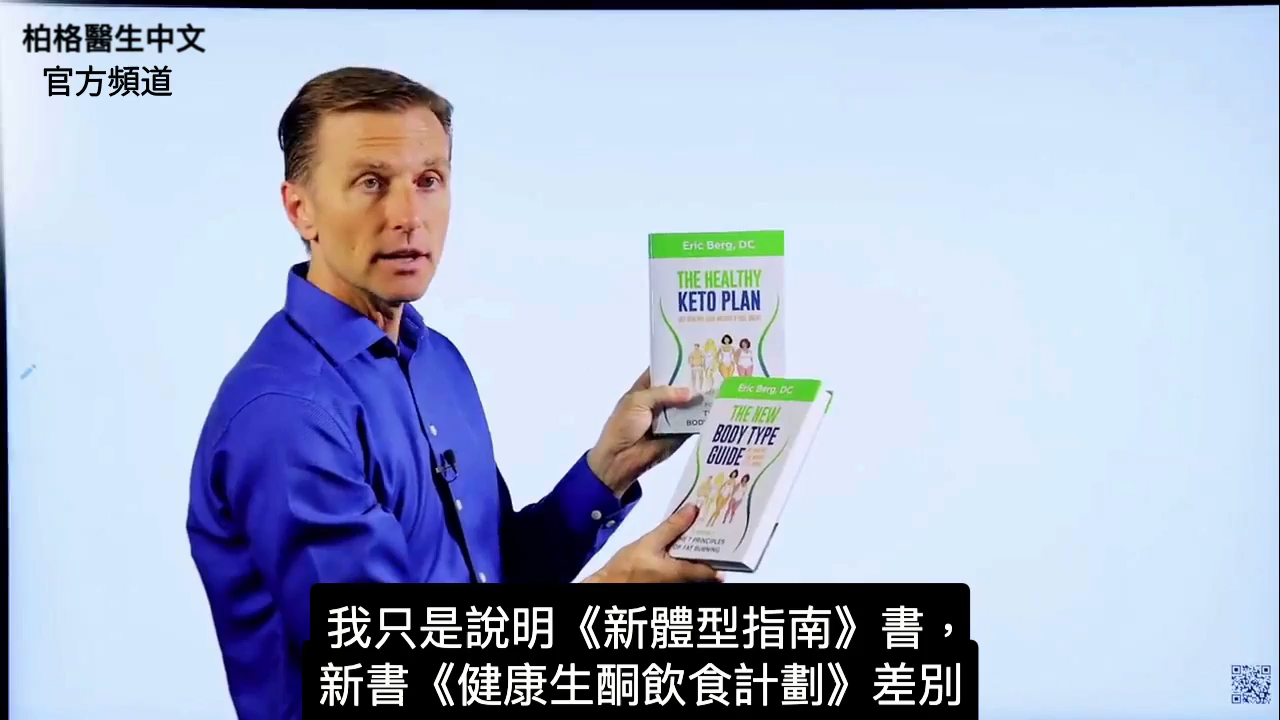 柏格醫生中文
官方頻道
Eric Berg, DC
THE HEALTHY
KETO PLAN
Eric Berg, DC
THE NEW
BODY TYPE
GUIDE
7 PRINCIPLES
OF FAT BURNING
我只是說明《新體型指南》書，
新書《健康生酮飲食計劃》差別